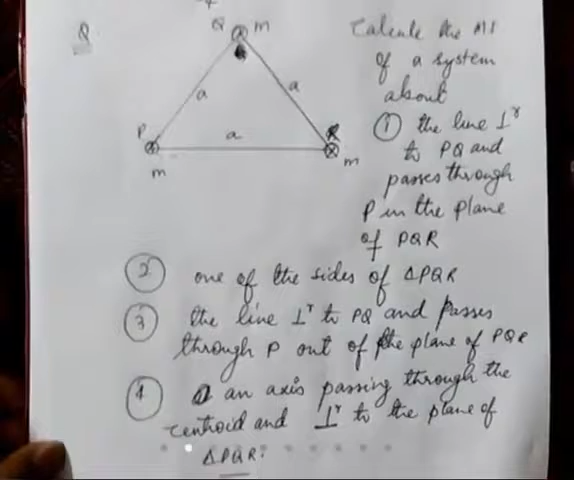 Q
Q m
a
a
P
a
R
m
m
Calcule the MI
of a system
about
① the line ⊥ʳ
to PQ and
passes through
P in the plane
of PQR
② one of the sides of ΔPQR
③ the line ⊥ʳ to PQ and passes
through P out of the plane of PQR
④ an axis passing through the
centroid and ⊥ʳ to the plane of
ΔPQR.